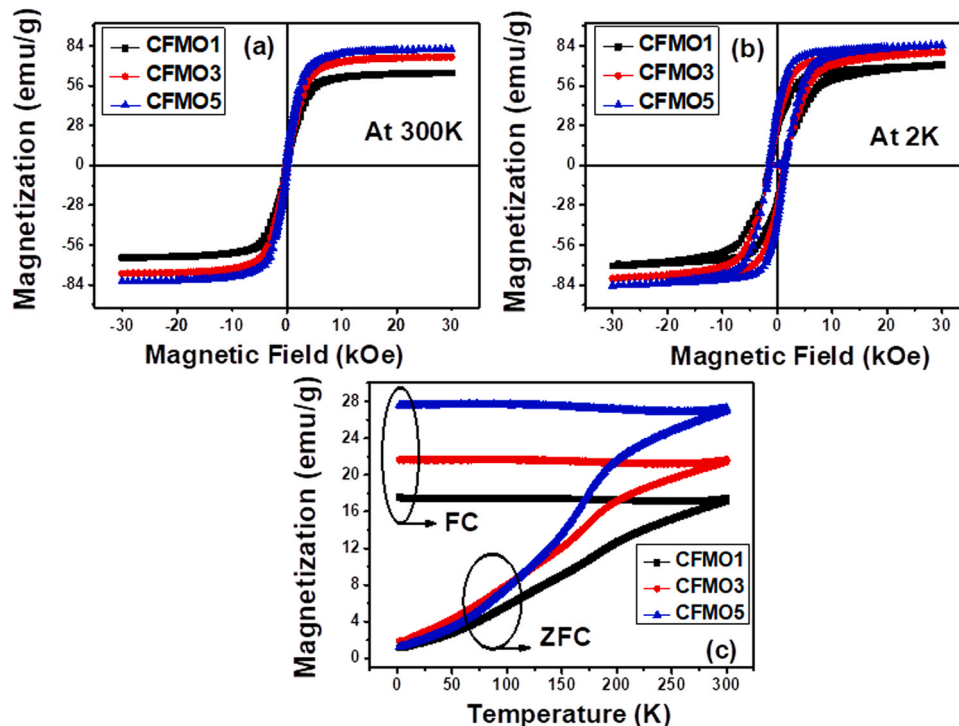 CFMO1
CFMO3
CFMO5
(a)
At 300K
Magnetization (emu/g)
84
56
28
0
-28
-56
-84
-30 -20 -10 0 10 20 30
Magnetic Field (kOe)
CFMO1
CFMO3
CFMO5
(b)
At 2K
Magnetization (emu/g)
84
56
28
0
-28
-56
-84
-30 -20 -10 0 10 20 30
Magnetic Field (kOe)
Magnetization (emu/g)
28
24
20
16
12
8
4
0
FC
ZFC
CFMO1
CFMO3
CFMO5
(c)
0 50 100 150 200 250 300
Temperature (K)